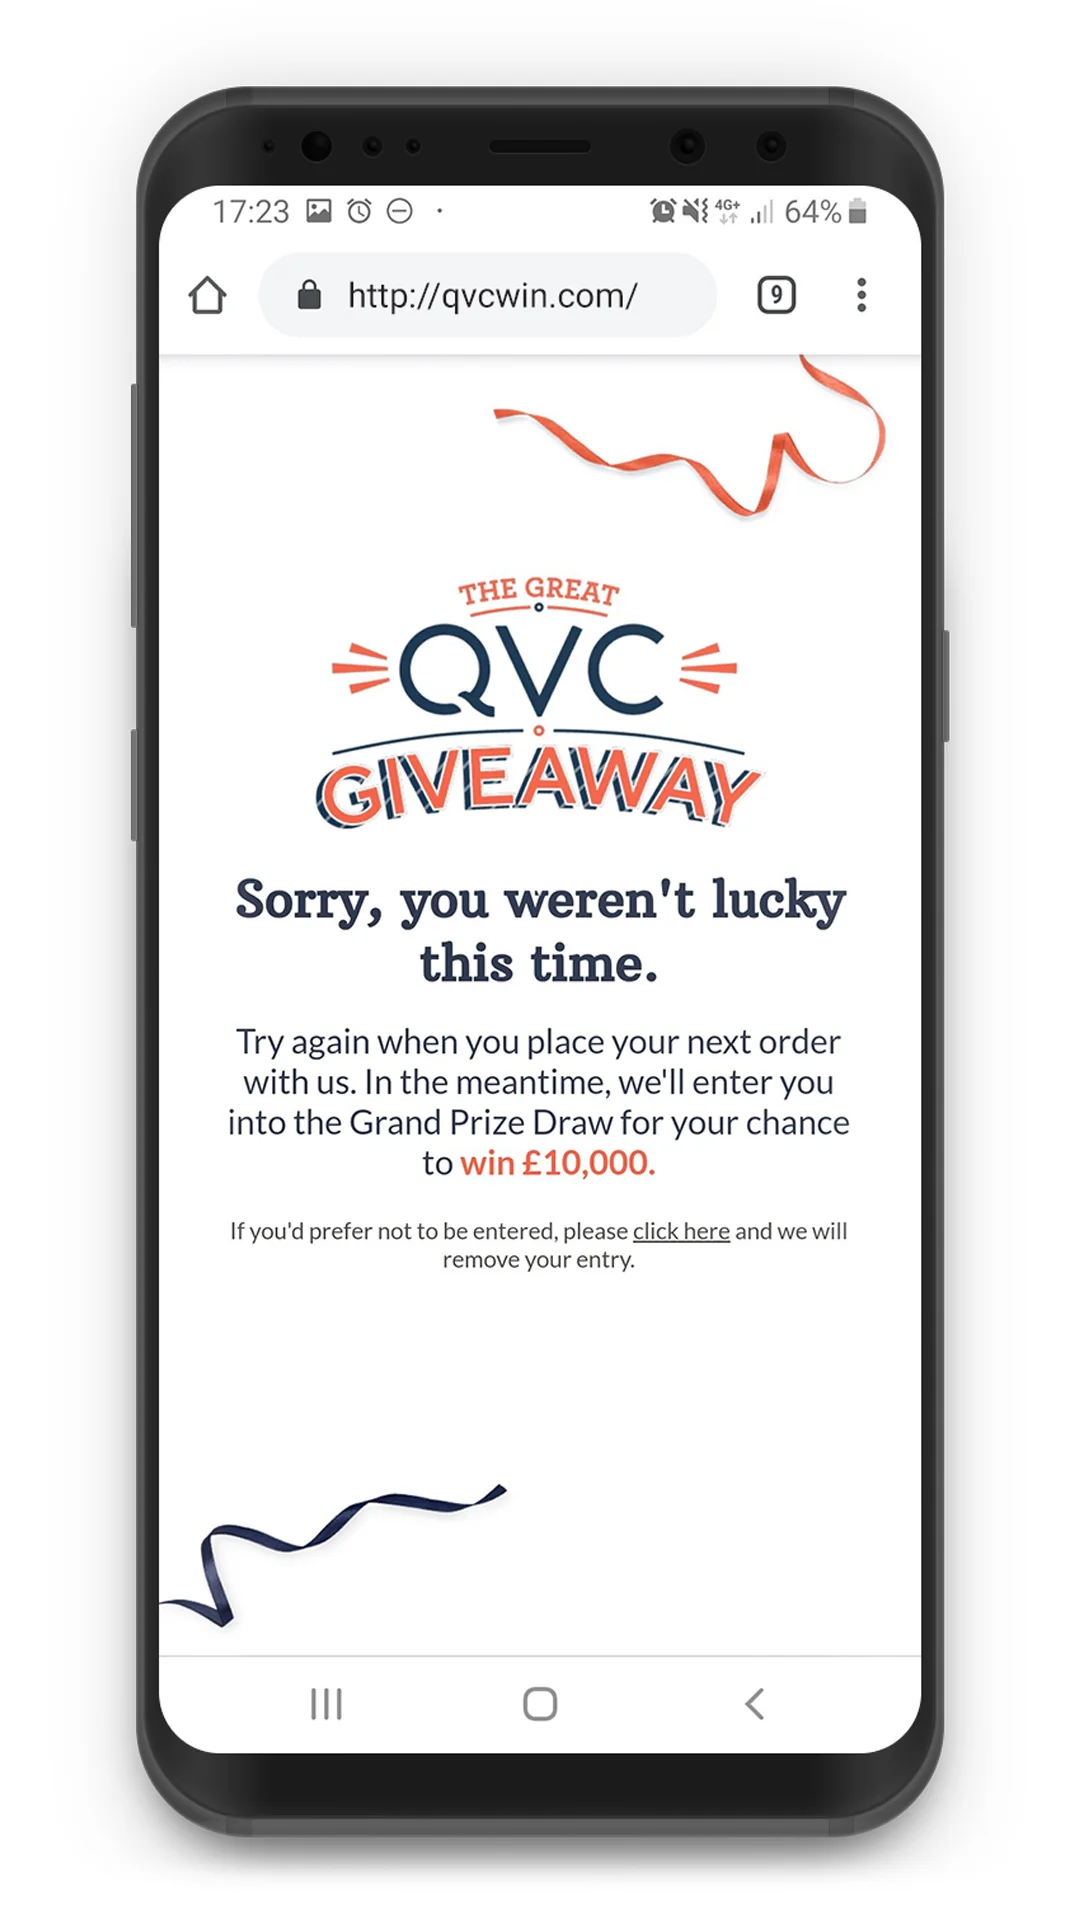 17:23 4G+ 64%
http://qvcwin.com/ 9
THE GREAT
QVC
GIVEAWAY
Sorry, you weren't lucky
this time.
Try again when you place your next order
with us. In the meantime, we'll enter you
into the Grand Prize Draw for your chance
to win £10,000.
If you'd prefer not to be entered, please click here and we will
remove your entry.